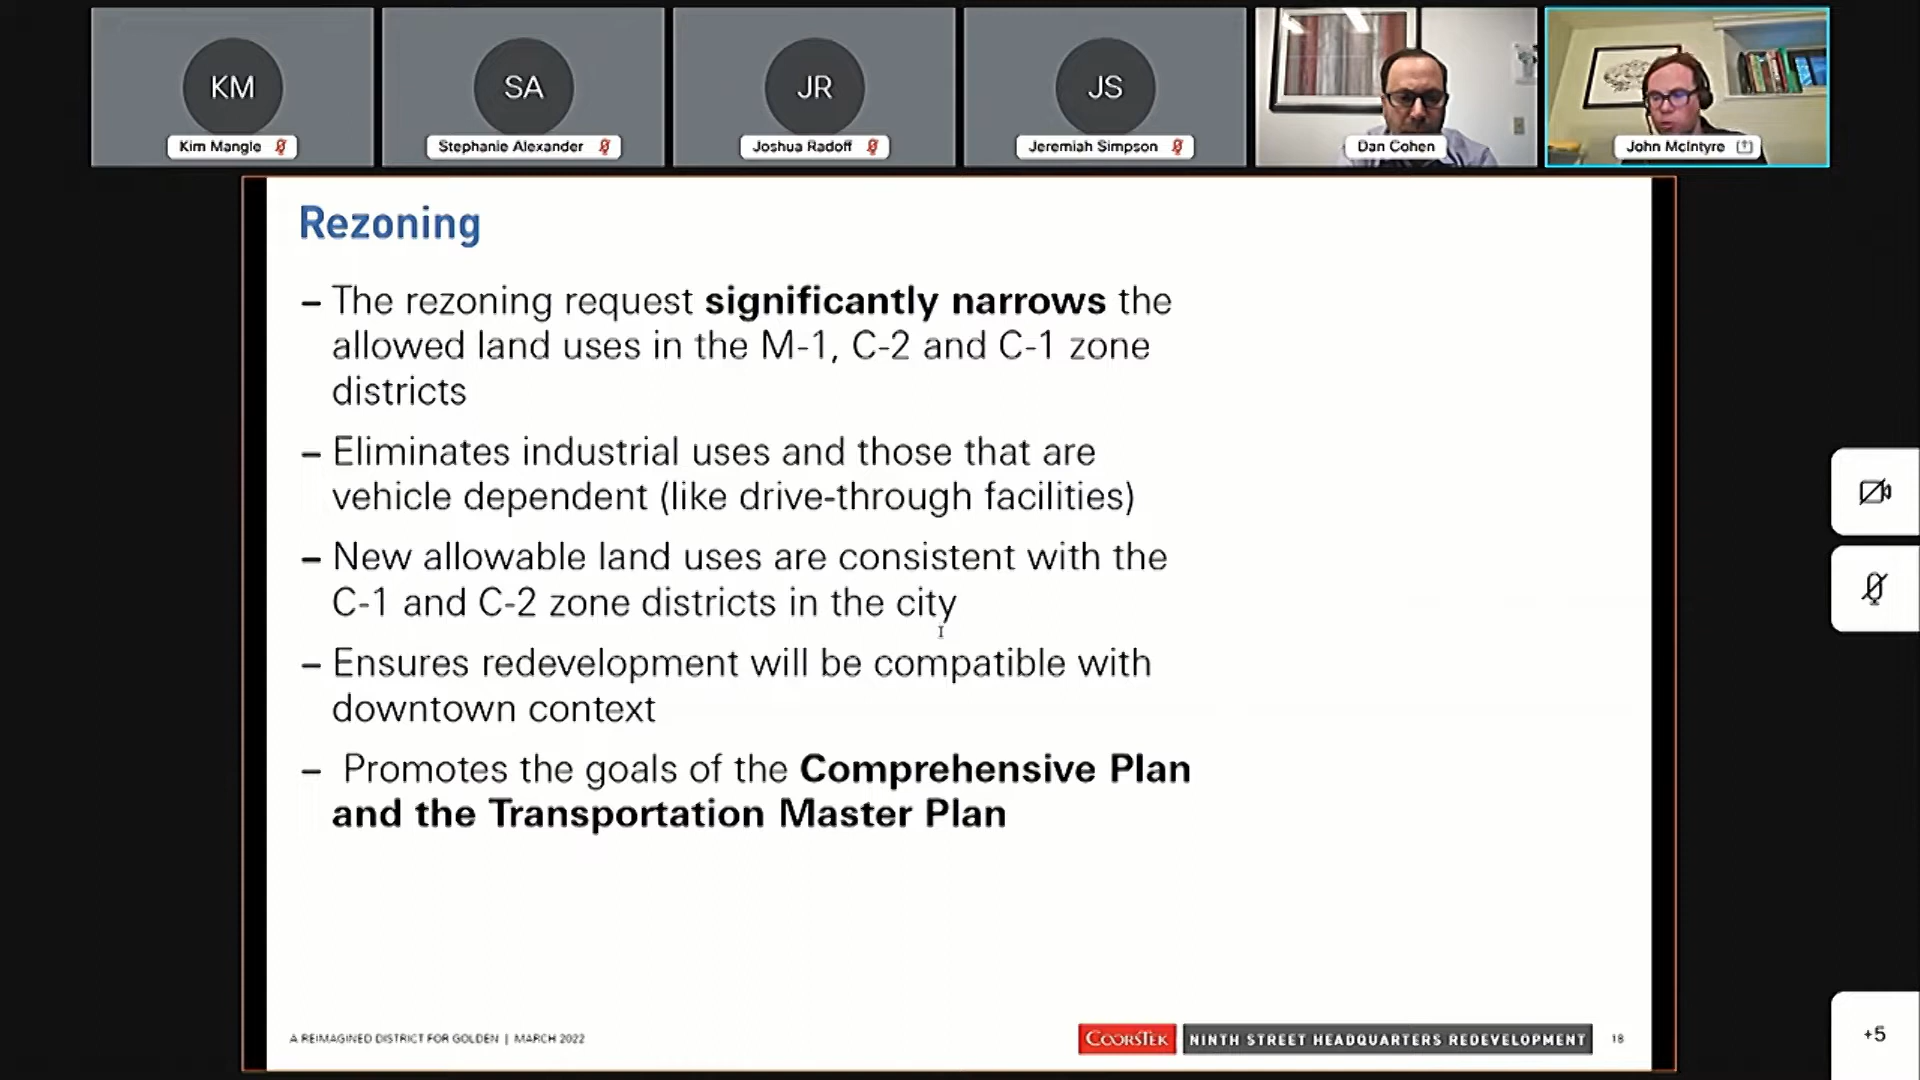 KM
SA
JR
JS
Kim Mangle
Stephanie Alexander
Joshua Radoff
Jeremiah Simpson
Dan Cohen
John McIntyre
Rezoning
– The rezoning request significantly narrows the
allowed land uses in the M-1, C-2 and C-1 zone
districts
– Eliminates industrial uses and those that are
vehicle dependent (like drive-through facilities)
– New allowable land uses are consistent with the
C-1 and C-2 zone districts in the city
– Ensures redevelopment will be compatible with
downtown context
– Promotes the goals of the Comprehensive Plan
and the Transportation Master Plan
+5
A REIMAGINED DISTRICT FOR GOLDEN | MARCH 2022
COORSTEK
NINTH STREET HEADQUARTERS REDEVELOPMENT
18